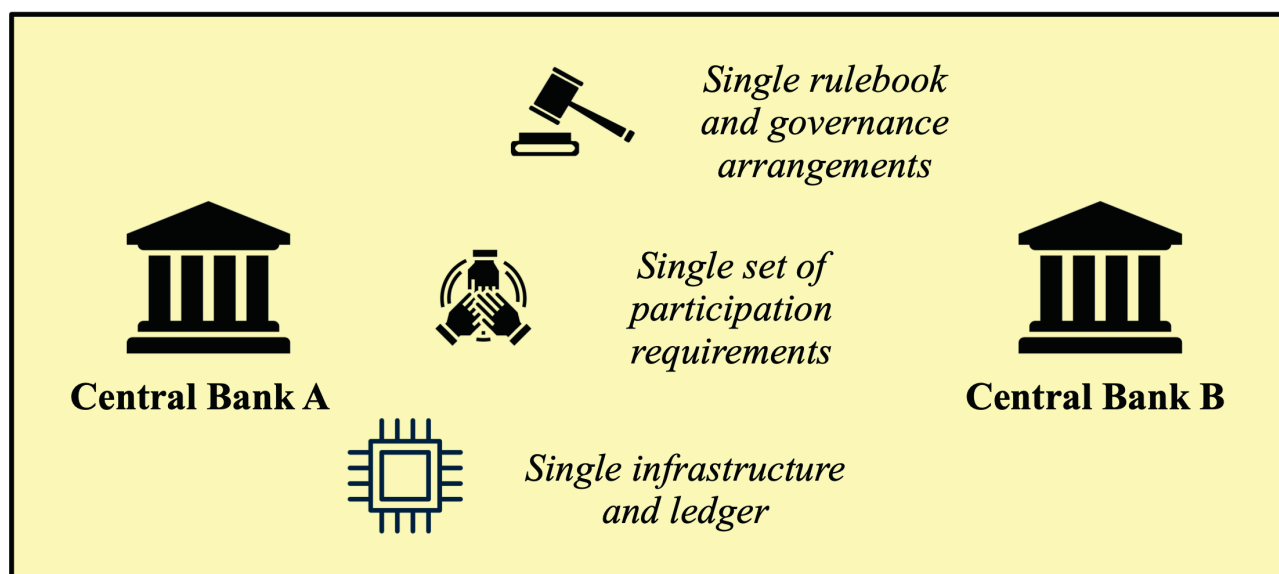 Single rulebook
and governance
arrangements
Single set of
participation
requirements
Central Bank A
Central Bank B
Single infrastructure
and ledger